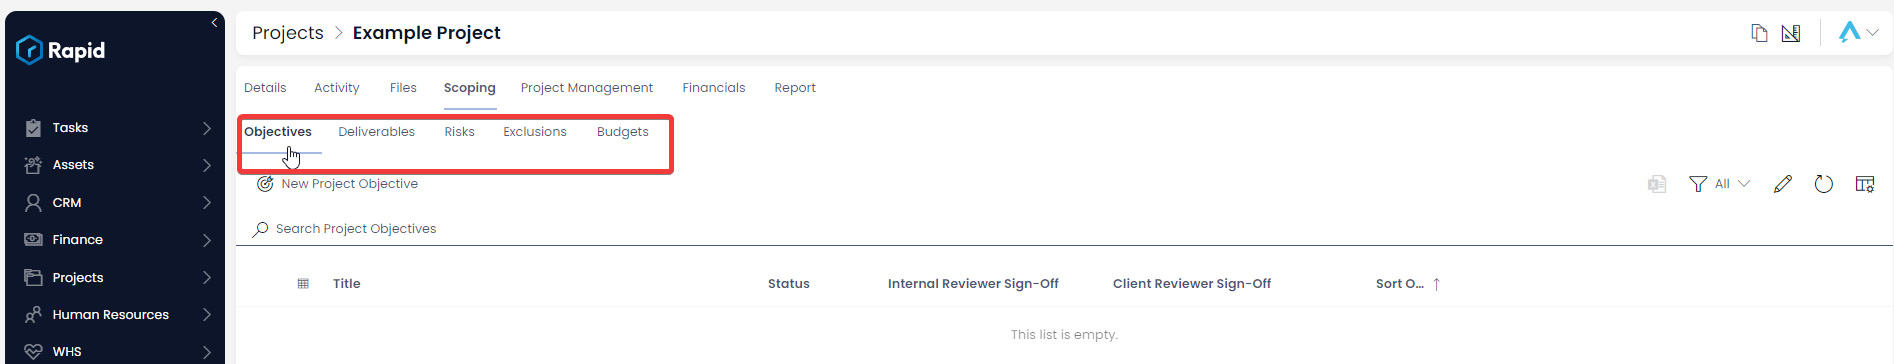 Rapid
Tasks
Assets
CRM
Finance
Projects
Human Resources
WHS
Projects > Example Project
Details Activity Files Scoping Project Management Financials Report
Objectives Deliverables Risks Exclusions Budgets
New Project Objective All
Search Project Objectives
Title Status Internal Reviewer Sign-Off Client Reviewer Sign-Off Sort O... ↑
This list is empty.